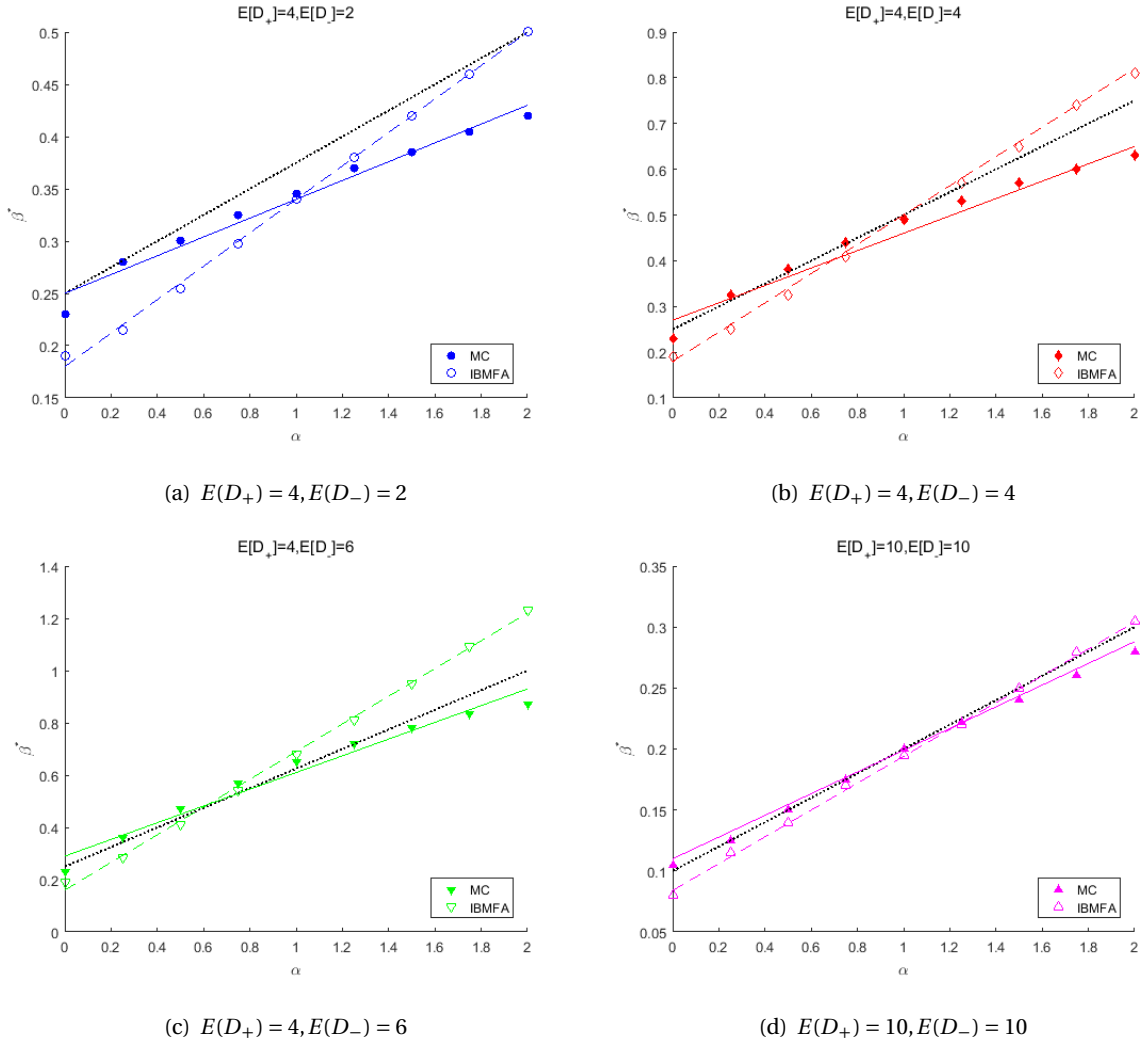 E[D_+]=4,E[D_-]=2
0.5
0.45
0.4
0.35
0.3
0.25
0.2
0.15
β*
0 0.2 0.4 0.6 0.8 1 1.2 1.4 1.6 1.8 2
α
MC
IBMFA
(a) E(D₊) = 4, E(D₋) = 2
E[D_+]=4,E[D_-]=4
0.9
0.8
0.7
0.6
0.5
0.4
0.3
0.2
0.1
β*
0 0.2 0.4 0.6 0.8 1 1.2 1.4 1.6 1.8 2
α
MC
IBMFA
(b) E(D₊) = 4, E(D₋) = 4
E[D_+]=4,E[D_-]=6
1.4
1.2
1
0.8
0.6
0.4
0.2
0
β*
0 0.2 0.4 0.6 0.8 1 1.2 1.4 1.6 1.8 2
α
MC
IBMFA
(c) E(D₊) = 4, E(D₋) = 6
E[D_+]=10,E[D_-]=10
0.35
0.3
0.25
0.2
0.15
0.1
0.05
β*
0 0.2 0.4 0.6 0.8 1 1.2 1.4 1.6 1.8 2
α
MC
IBMFA
(d) E(D₊) = 10, E(D₋) = 10